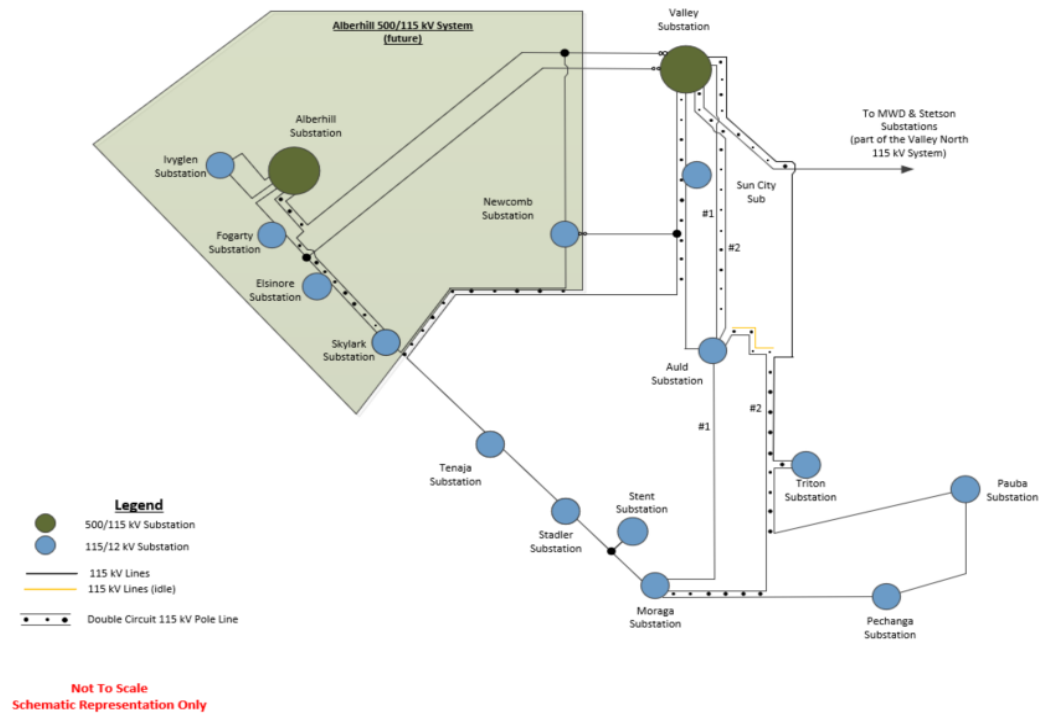 Alberhill 500/115 kV System
(future)
Valley
Substation
To MWD & Stetson
Substations
(part of the Valley North
115 kV System)
Alberhill
Substation
Ivyglen
Substation
Sun City
Sub
Newcomb
Substation
#1
Fogarty
Substation
#2
Elsinore
Substation
Skylark
Substation
Auld
Substation
#1
#2
Tenaja
Substation
Triton
Substation
Pauba
Substation
Stent
Substation
Stadler
Substation
Moraga
Substation
Pechanga
Substation
Legend
500/115 kV Substation
115/12 kV Substation
115 kV Lines
115 kV Lines (idle)
Double Circuit 115 kV Pole Line
Not To Scale
Schematic Representation Only